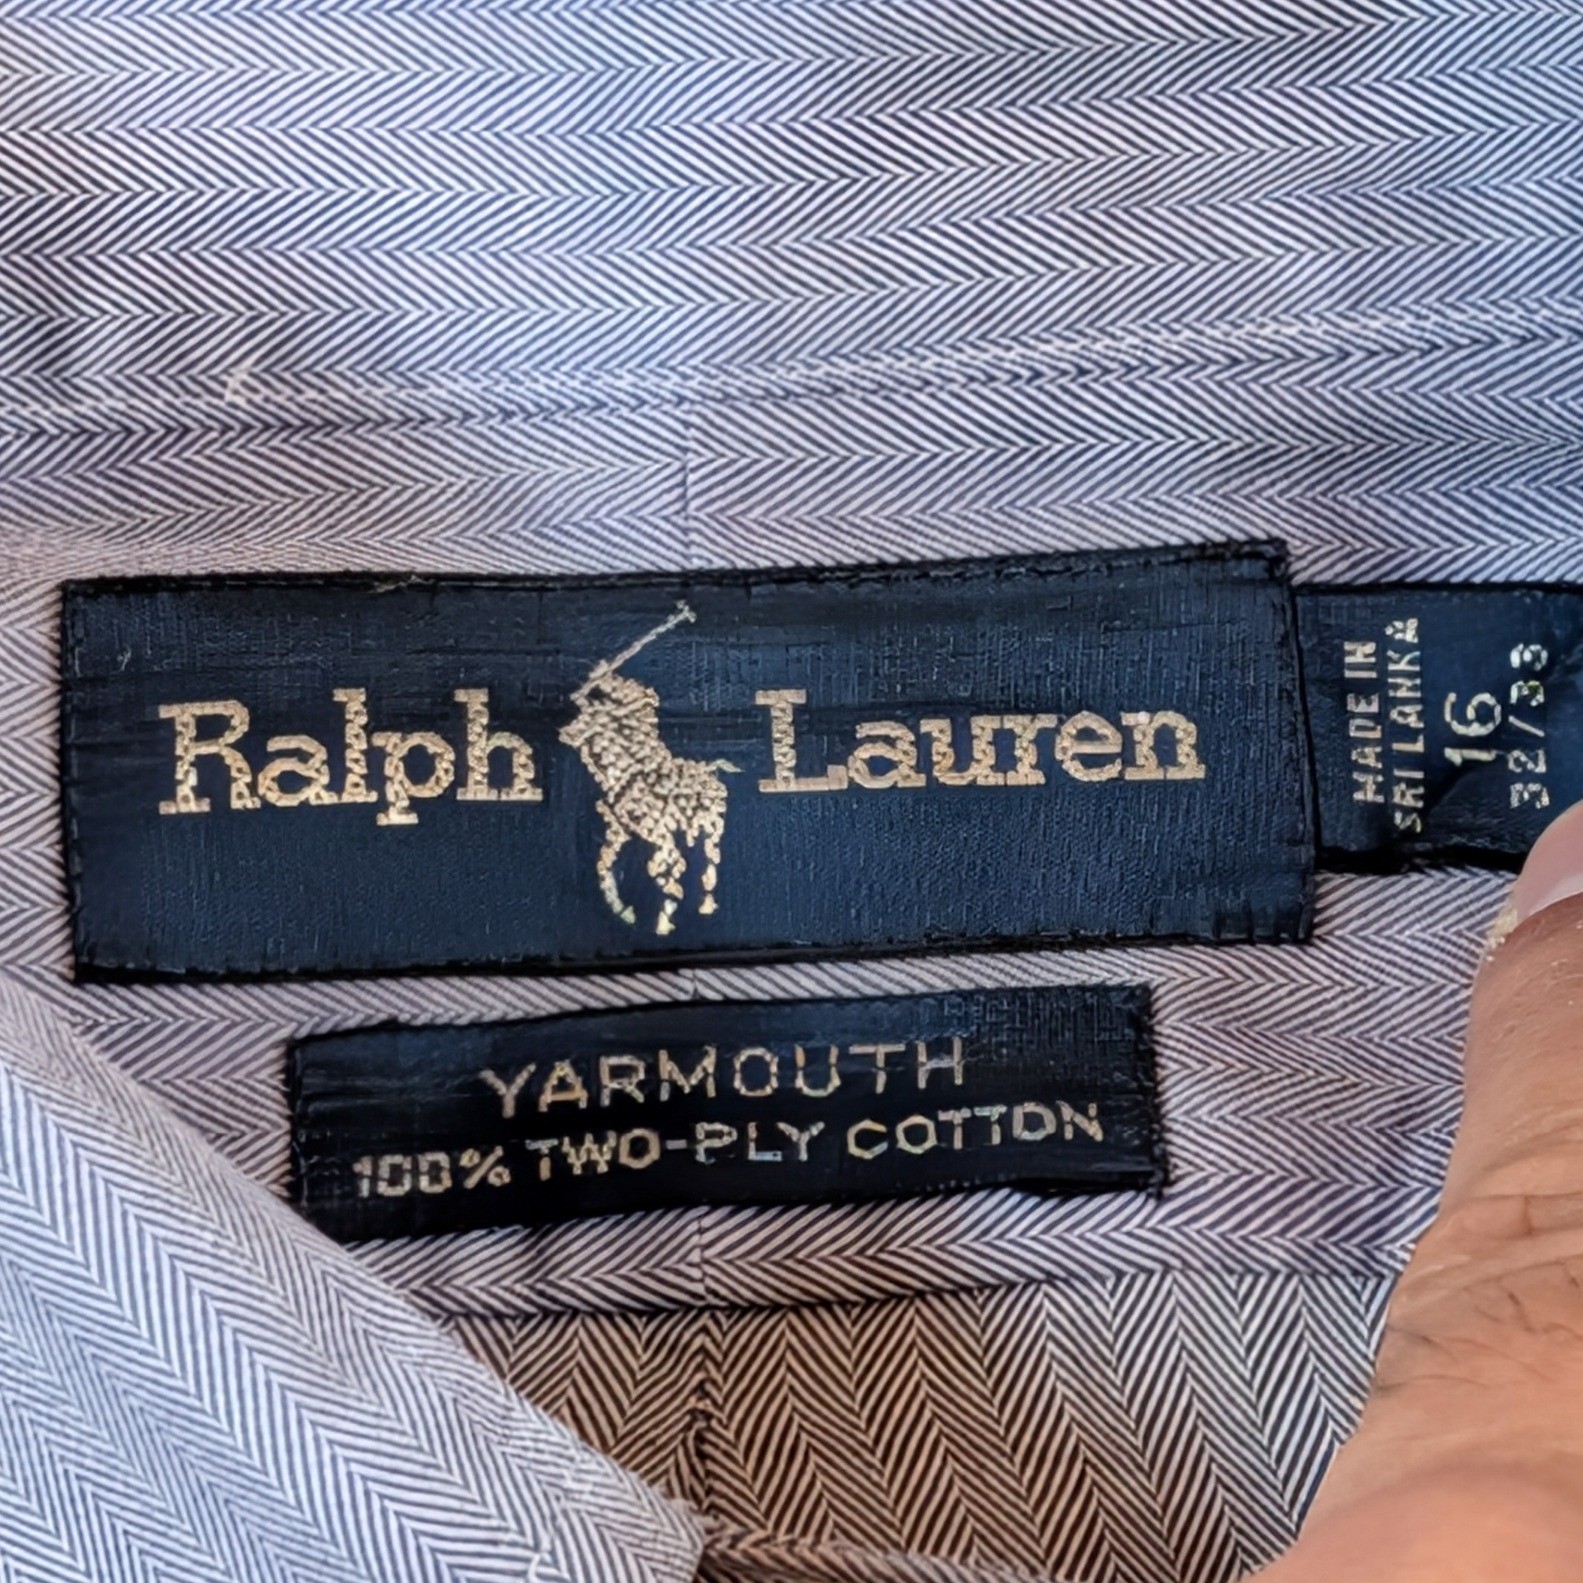 Ralph Lauren
MADE IN
SRI LANKA
16
32/33
YARMOUTH
100% TWO-PLY COTTON